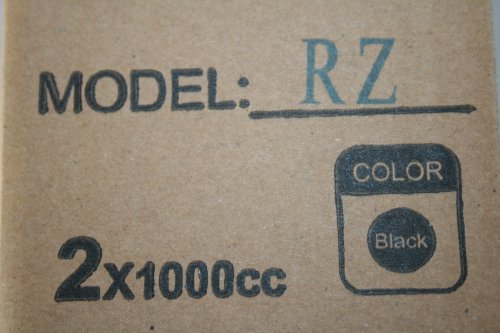 MODEL: RZ
COLOR
Black
2X1000CC